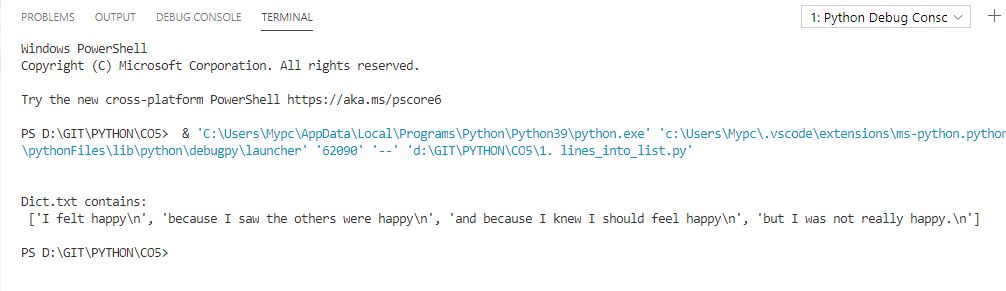 PROBLEMS OUTPUT DEBUG CONSOLE TERMINAL 1: Python Debug Consc
Windows PowerShell
Copyright (C) Microsoft Corporation. All rights reserved.
Try the new cross-platform PowerShell https://aka.ms/pscore6
PS D:\GIT\PYTHON\CO5>  & 'C:\Users\Mypc\AppData\Local\Programs\Python\Python39\python.exe' 'c:\Users\Mypc\.vscode\extensions\ms-python.python
\pythonFiles\lib\python\debugpy\launcher' '62090' '--' 'd:\GIT\PYTHON\CO5\1. lines_into_list.py'
Dict.txt contains:
['I felt happy\n', 'because I saw the others were happy\n', 'and because I knew I should feel happy\n', 'but I was not really happy.\n']
PS D:\GIT\PYTHON\CO5>